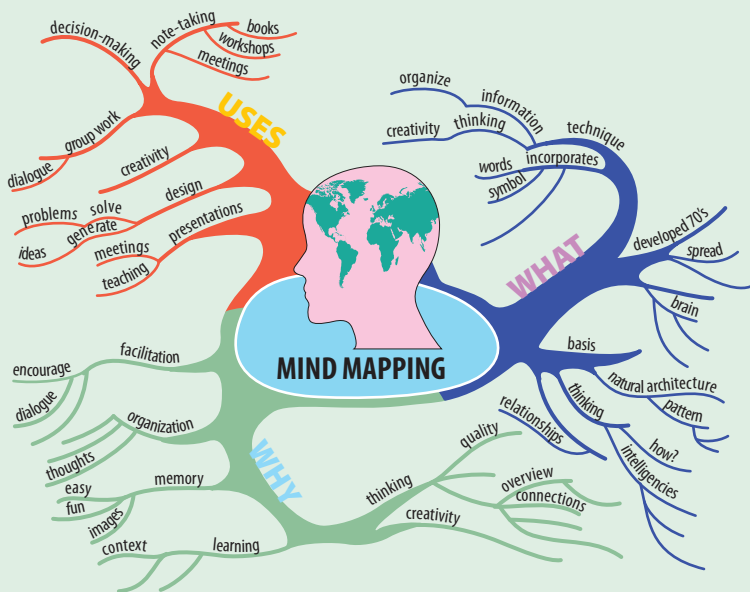 decision-making
note-taking
books
workshops
meetings
USES
group work
dialogue
creativity
design
solve
problems
generate
ideas
presentations
meetings
teaching
organize
information
technique
creativity
thinking
incorporates
words
symbol
WHAT
developed 70's
spread
brain
basis
natural architecture
pattern
thinking
how?
intelligencies
relationships
MIND MAPPING
facilitation
encourage
dialogue
organization
thoughts
memory
easy
fun
images
learning
context
WHY
thinking
quality
overview
connections
creativity